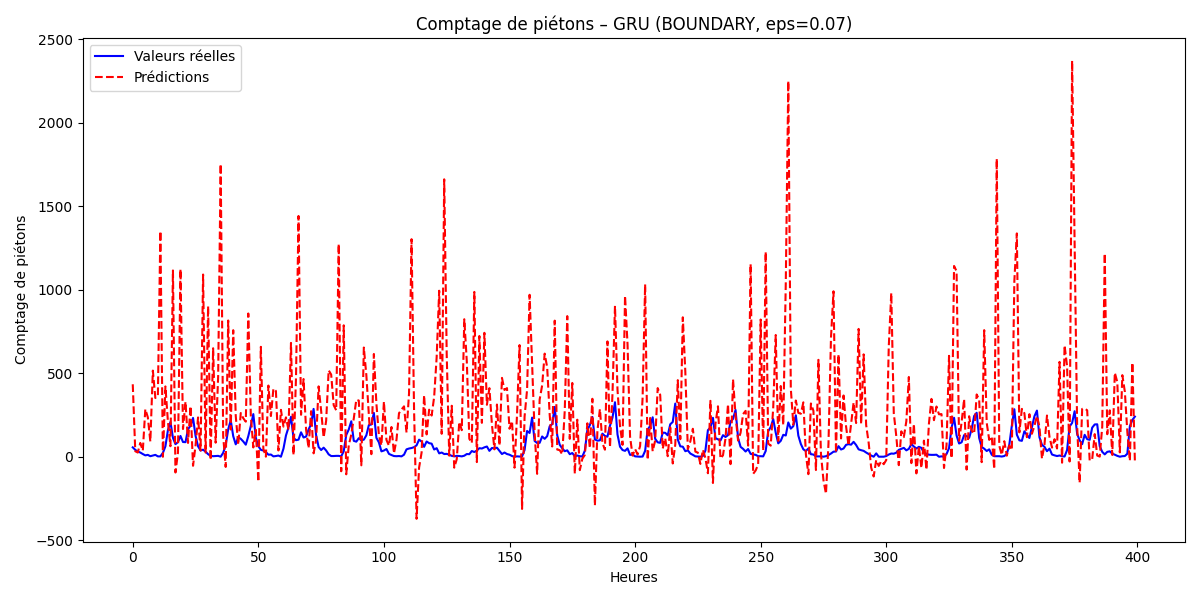 Comptage de piétons – GRU (BOUNDARY, eps=0.07)
Valeurs réelles
Prédictions
Comptage de piétons
2500
2000
1500
1000
500
0
−500
0 50 100 150 200 250 300 350 400
Heures